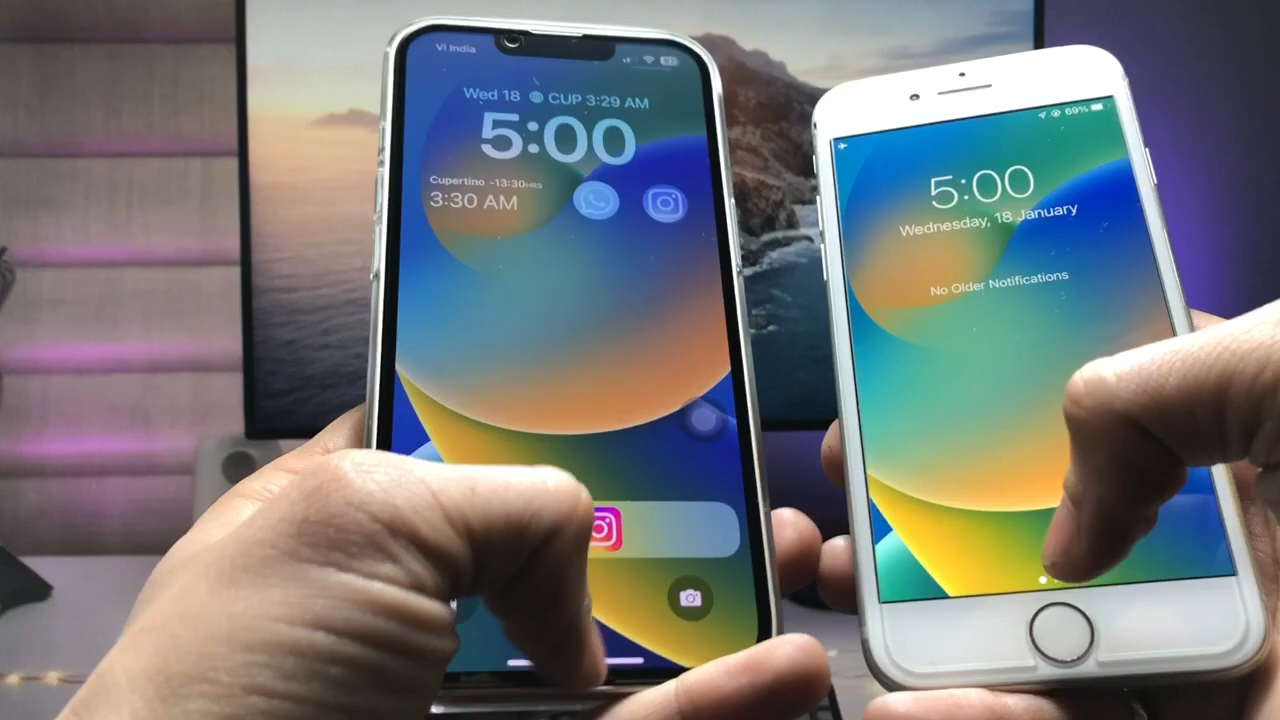 Vi India
82
Wed 18 CUP 3:29 AM
5:00
Cupertino -13:30HRS
3:30 AM
69%
5:00
Wednesday, 18 January
No Older Notifications